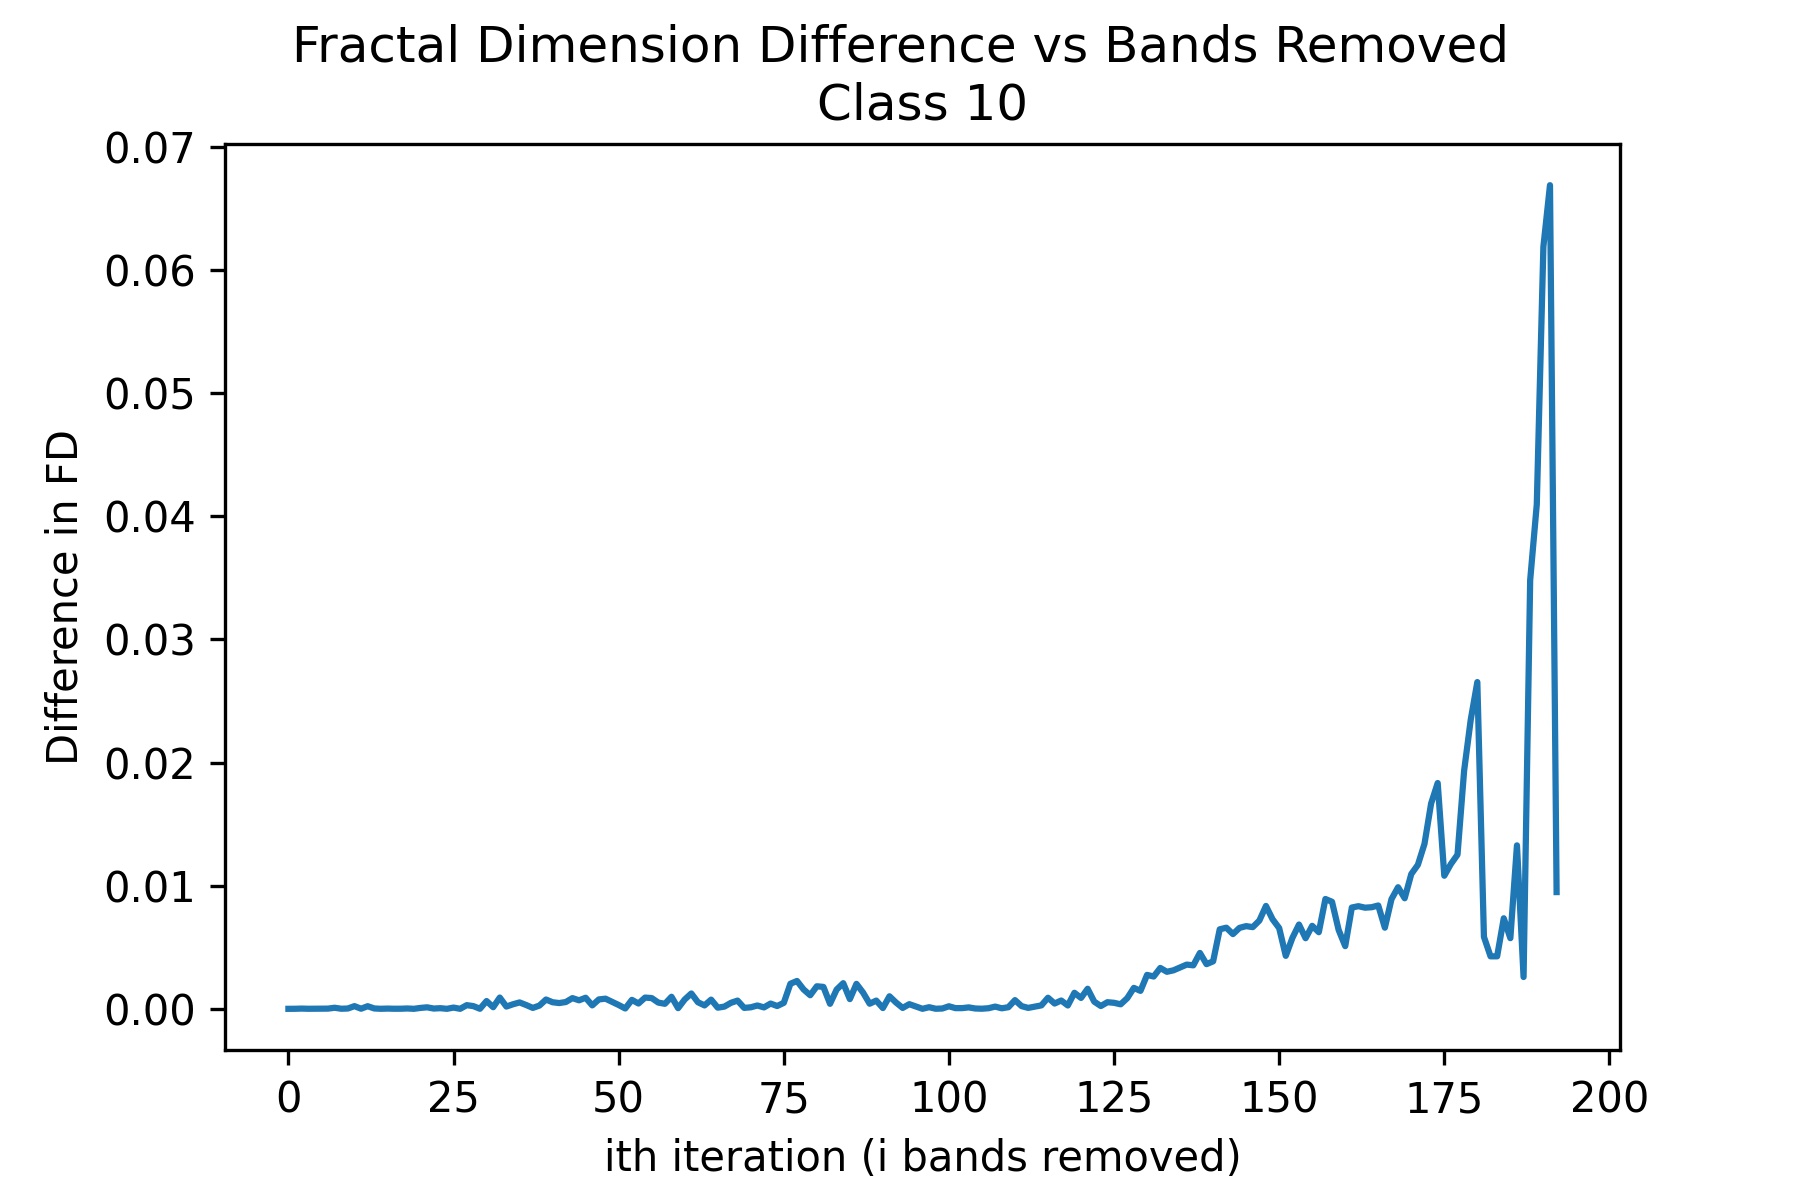 Fractal Dimension Difference vs Bands Removed
Class 10
0.07
0.06
0.05
0.04
0.03
0.02
0.01
0.00
Difference in FD
0 25 50 75 100 125 150 175 200
ith iteration (i bands removed)